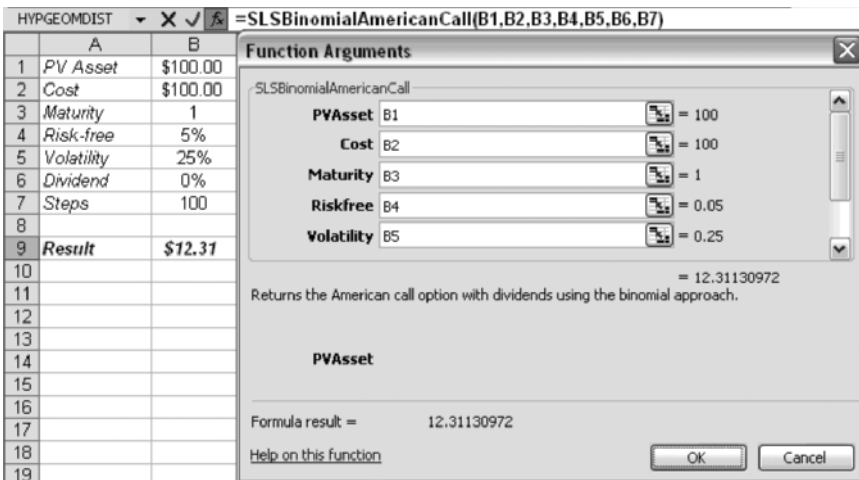 HYPGEOMDIST =SLSBinomialAmericanCall(B1,B2,B3,B4,B5,B6,B7)
A B
1 PV Asset $100.00
2 Cost $100.00
3 Maturity 1
4 Risk-free 5%
5 Volatility 25%
6 Dividend 0%
7 Steps 100
8
9 Result $12.31
10
11
12
13
14
15
16
17
18
19
Function Arguments
SLSBinomialAmericanCall
PVAsset B1 = 100
Cost B2 = 100
Maturity B3 = 1
Riskfree B4 = 0.05
Volatility B5 = 0.25
= 12.31130972
Returns the American call option with dividends using the binomial approach.
PVAsset
Formula result = 12.31130972
Help on this function OK Cancel